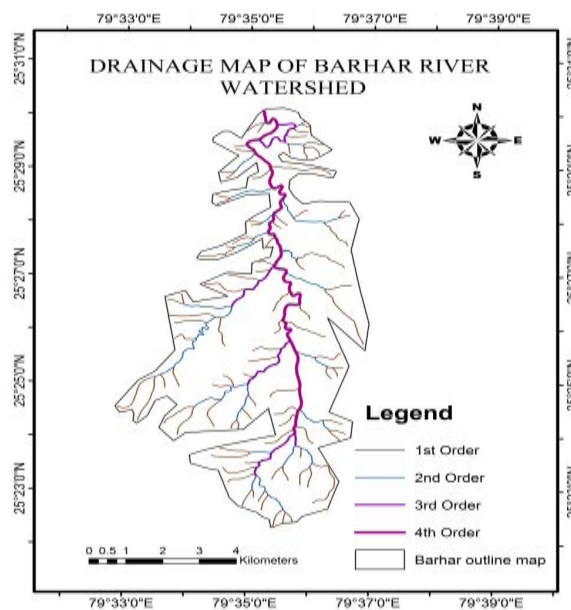 79°33'0"E 79°35'0"E 79°37'0"E 79°39'0"E
DRAINAGE MAP OF BARHAR RIVER
WATERSHED
N
W E
S
25°31'0"N
25°29'0"N
25°27'0"N
25°25'0"N
25°23'0"N
Legend
1st Order
2nd Order
3rd Order
4th Order
Barhar outline map
0 0.5 1 2 3 4
Kilometers
79°33'0"E 79°35'0"E 79°37'0"E 79°39'0"E